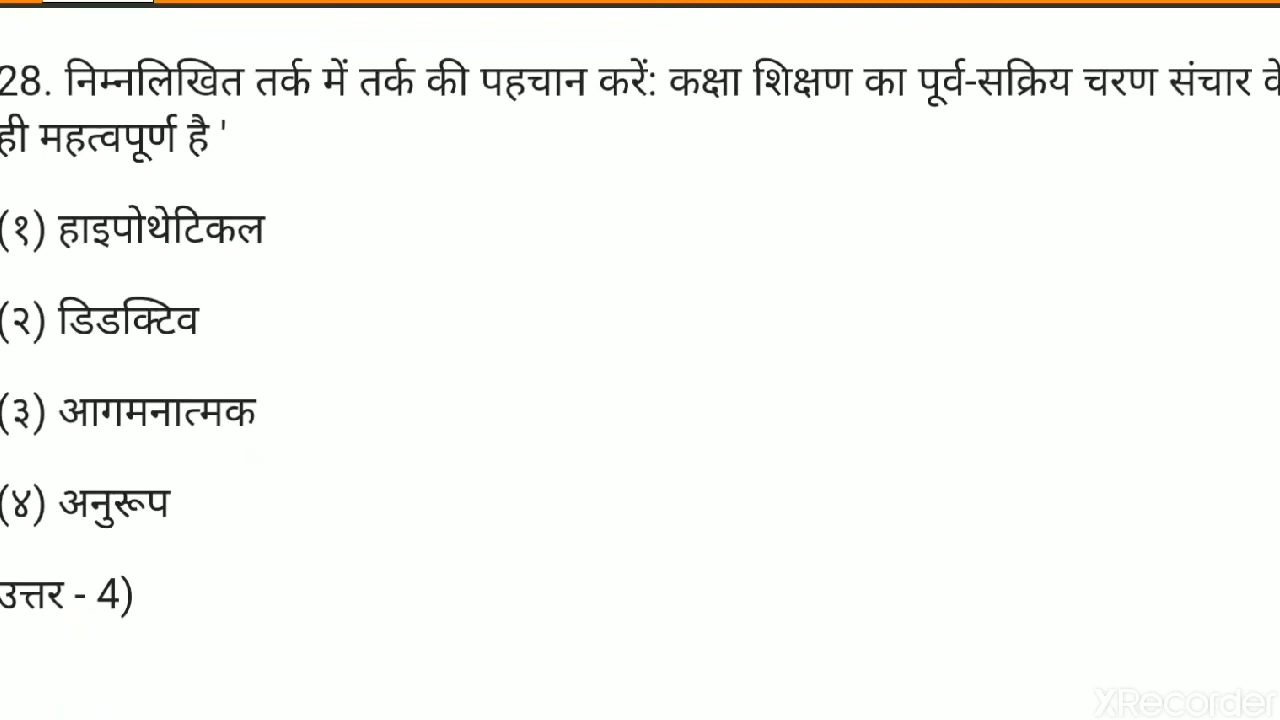 28. निम्नलिखित तर्क में तर्क की पहचान करें: कक्षा शिक्षण का पूर्व-सक्रिय चरण संचार के
ही महत्वपूर्ण है '
(१) हाइपोथेटिकल
(२) डिडक्टिव
(३) आगमनात्मक
(४) अनुरूप
उत्तर - 4)
XRecorder